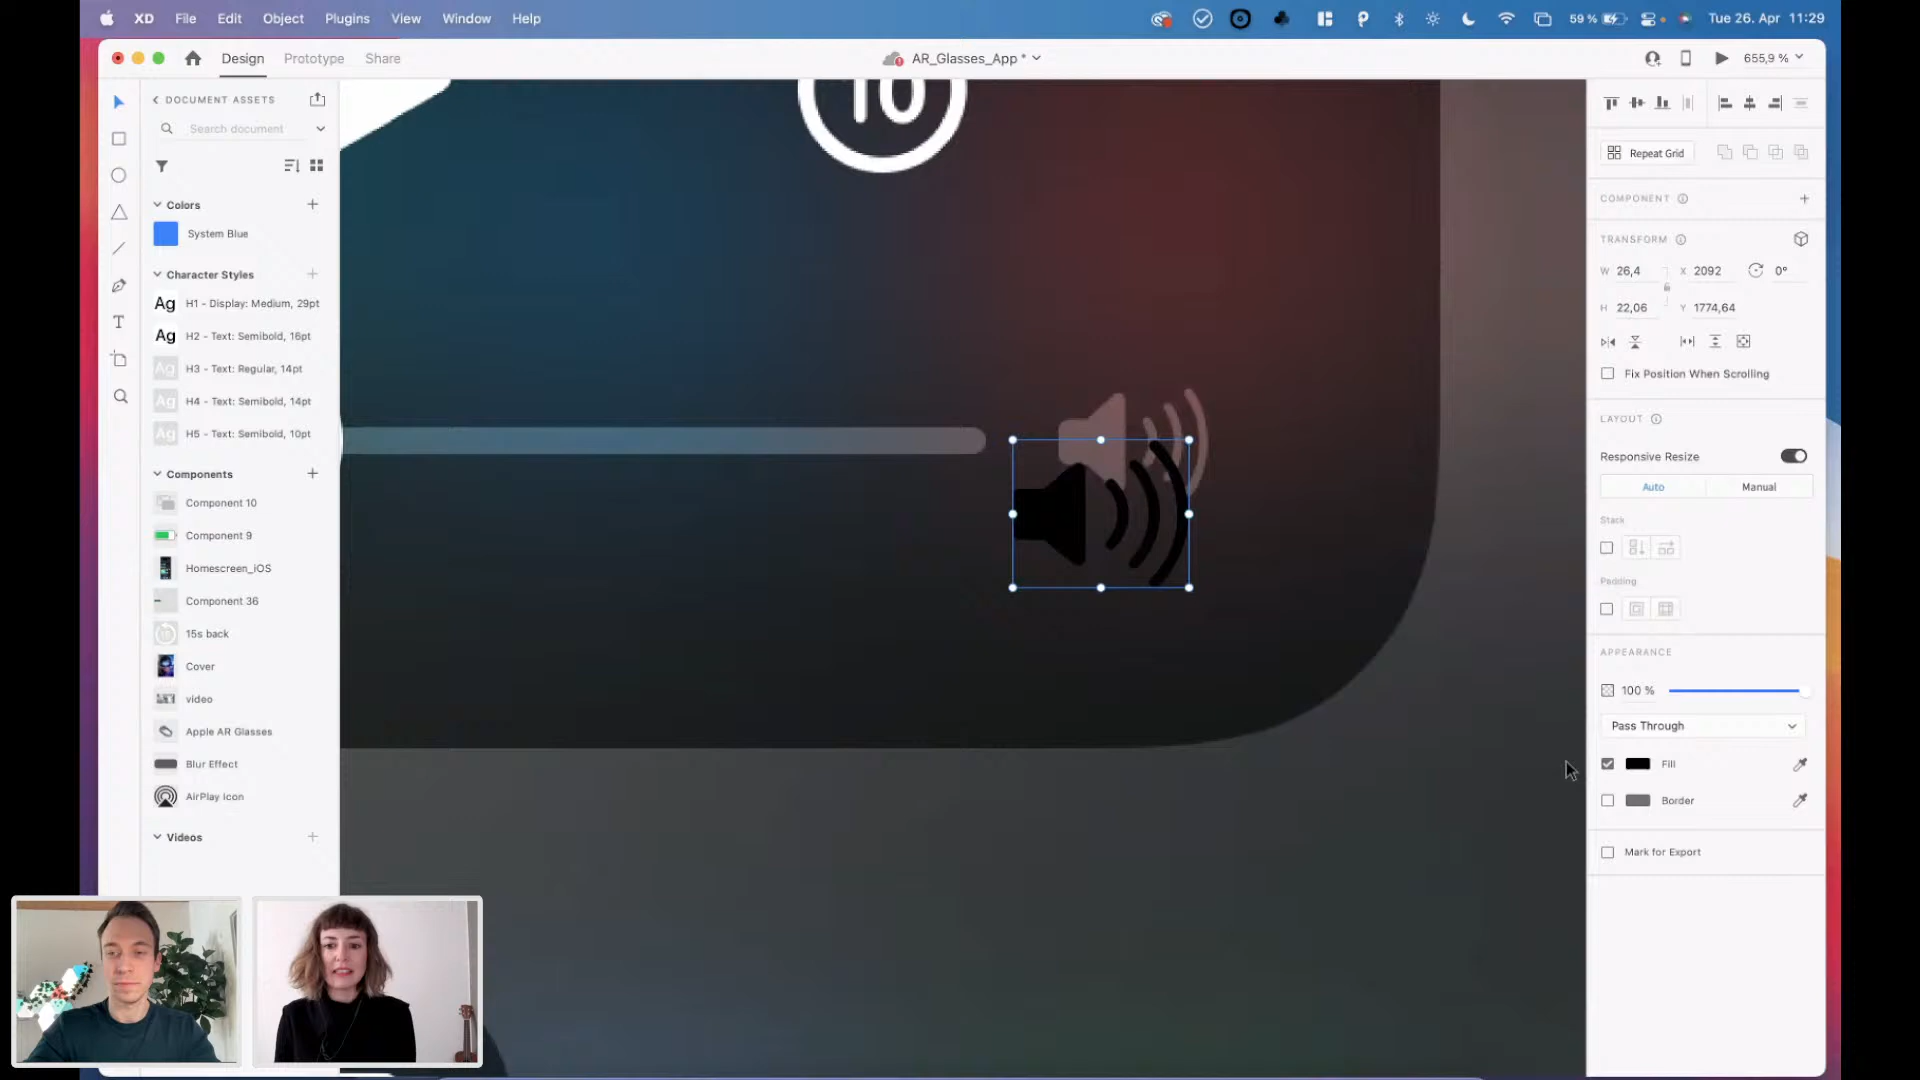 XD File Edit Object Plugins View Window Help
59 % Tue 26. Apr 11:29
Design Prototype Share
AR_Glasses_App *
655,9 %
DOCUMENT ASSETS
Search document
Colors
System Blue
Character Styles
Ag H1 - Display: Medium, 29pt
Ag H2 - Text: Semibold, 16pt
Ag H3 - Text: Regular, 14pt
Ag H4 - Text: Semibold, 14pt
Ag H5 - Text: Semibold, 10pt
Components
Component 10
Component 9
Homescreen_iOS
Component 36
15s back
Cover
video
Apple AR Glasses
Blur Effect
AirPlay Icon
Videos
10
Repeat Grid
COMPONENT
TRANSFORM
W 26,4 X 2092 0°
H 22,06 Y 1774,64
Fix Position When Scrolling
LAYOUT
Responsive Resize
Auto Manual
Stack
Padding
APPEARANCE
100 %
Pass Through
Fill
Border
Mark for Export